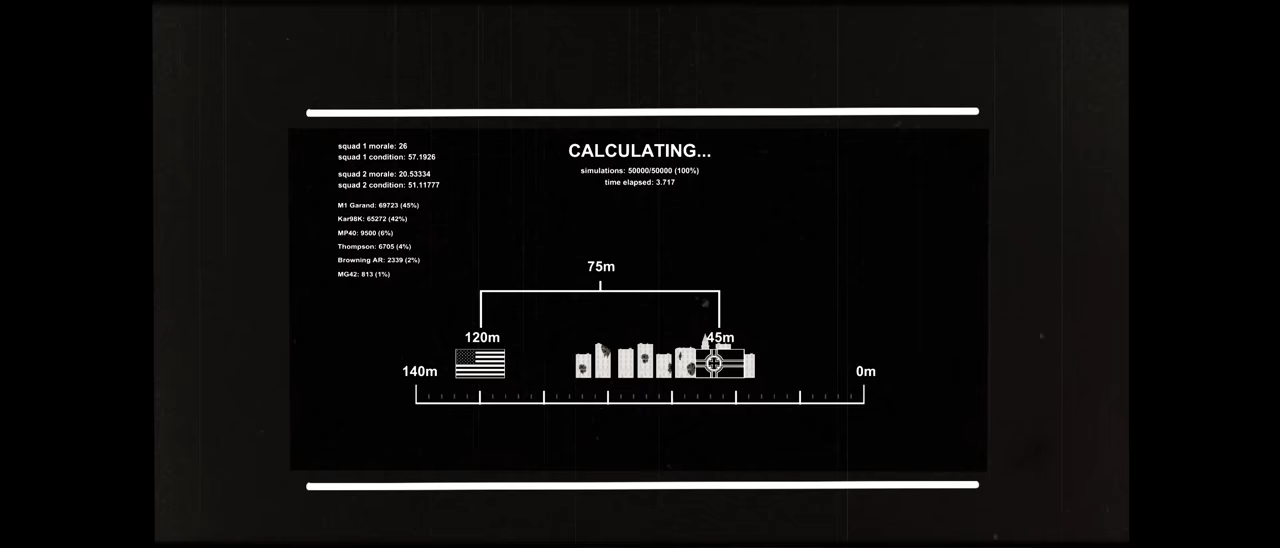 squad 1 morale: 26
squad 1 condition: 57.1926
squad 2 morale: 20.53334
squad 2 condition: 51.11777
M1 Garand: 69723 (45%)
Kar98K: 65272 (42%)
MP40: 9500 (6%)
Thompson: 6705 (4%)
Browning AR: 2339 (2%)
MG42: 813 (1%)
CALCULATING...
simulations: 50000/50000 (100%)
time elapsed: 3.717
75m
120m
45m
140m
0m